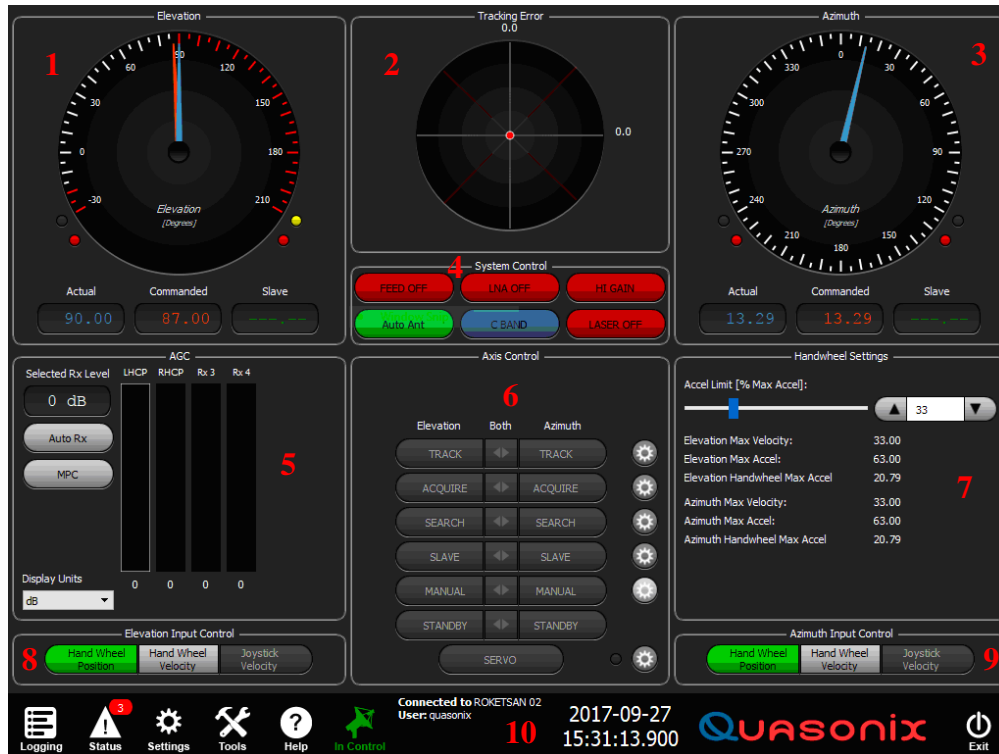 Elevation
1
60
90
120
30
150
0
180
-30
210
Elevation
[Degrees]
Actual
Commanded
Slave
90.00
87.00
---.--
Tracking Error
0.0
2
0.0
Azimuth
3
330
0
30
300
60
270
90
240
120
210
150
180
Azimuth
[Degrees]
Actual
Commanded
Slave
13.29
13.29
---.--
4
System Control
FEED OFF
LNA OFF
HI GAIN
Auto Ant
C BAND
LASER OFF
AGC
Selected Rx Level
LHCP
RHCP
Rx 3
Rx 4
0 dB
Auto Rx
MPC
5
Display Units
dB
0
0
0
0
Axis Control
6
Elevation
Both
Azimuth
TRACK
TRACK
ACQUIRE
ACQUIRE
SEARCH
SEARCH
SLAVE
SLAVE
MANUAL
MANUAL
STANDBY
STANDBY
SERVO
Handwheel Settings
Accel Limit [% Max Accel]:
33
Elevation Max Velocity: 33.00
Elevation Max Accel: 63.00
Elevation Handwheel Max Accel 20.79
7
Azimuth Max Velocity: 33.00
Azimuth Max Accel: 63.00
Azimuth Handwheel Max Accel 20.79
Elevation Input Control
8
Hand Wheel
Position
Hand Wheel
Velocity
Joystick
Velocity
Azimuth Input Control
Hand Wheel
Position
Hand Wheel
Velocity
Joystick
Velocity
9
Logging
3
Status
Settings
Tools
?
Help
In Control
Connected to ROKETSAN 02
User: quasonix
10
2017-09-27
15:31:13.900
Quasonix
Exit